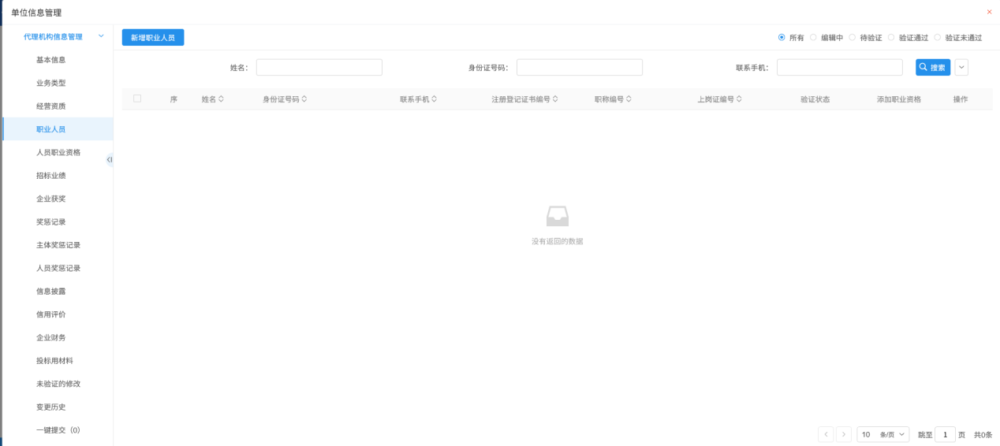 单位信息管理
代理机构信息管理
新增职业人员
所有 编辑中 待验证 验证通过 验证未通过
基本信息
姓名： 身份证号码： 联系手机： 搜索
业务类型
序 姓名 身份证号码 联系手机 注册登记证书编号 职称编号 上岗证编号 验证状态 添加职业资格 操作
经营资质
职业人员
人员职业资格
招标业绩
企业获奖
奖惩记录
没有返回的数据
主体奖惩记录
人员奖惩记录
信息披露
信用评价
企业财务
投标用材料
未验证的修改
变更历史
一键提交（0）
10 条/页 跳至 1 页 共0条